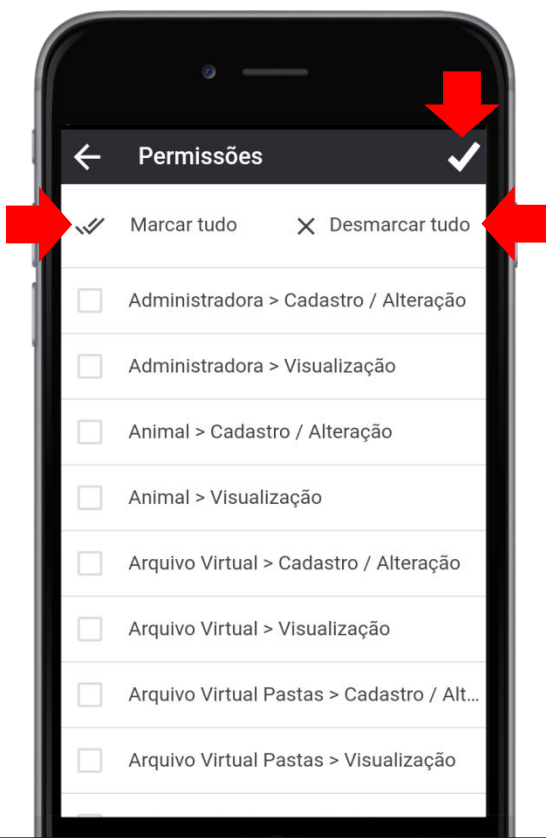 Permissões
Marcar tudo
Desmarcar tudo
Administradora > Cadastro / Alteração
Administradora > Visualização
Animal > Cadastro / Alteração
Animal > Visualização
Arquivo Virtual > Cadastro / Alteração
Arquivo Virtual > Visualização
Arquivo Virtual Pastas > Cadastro / Alt...
Arquivo Virtual Pastas > Visualização